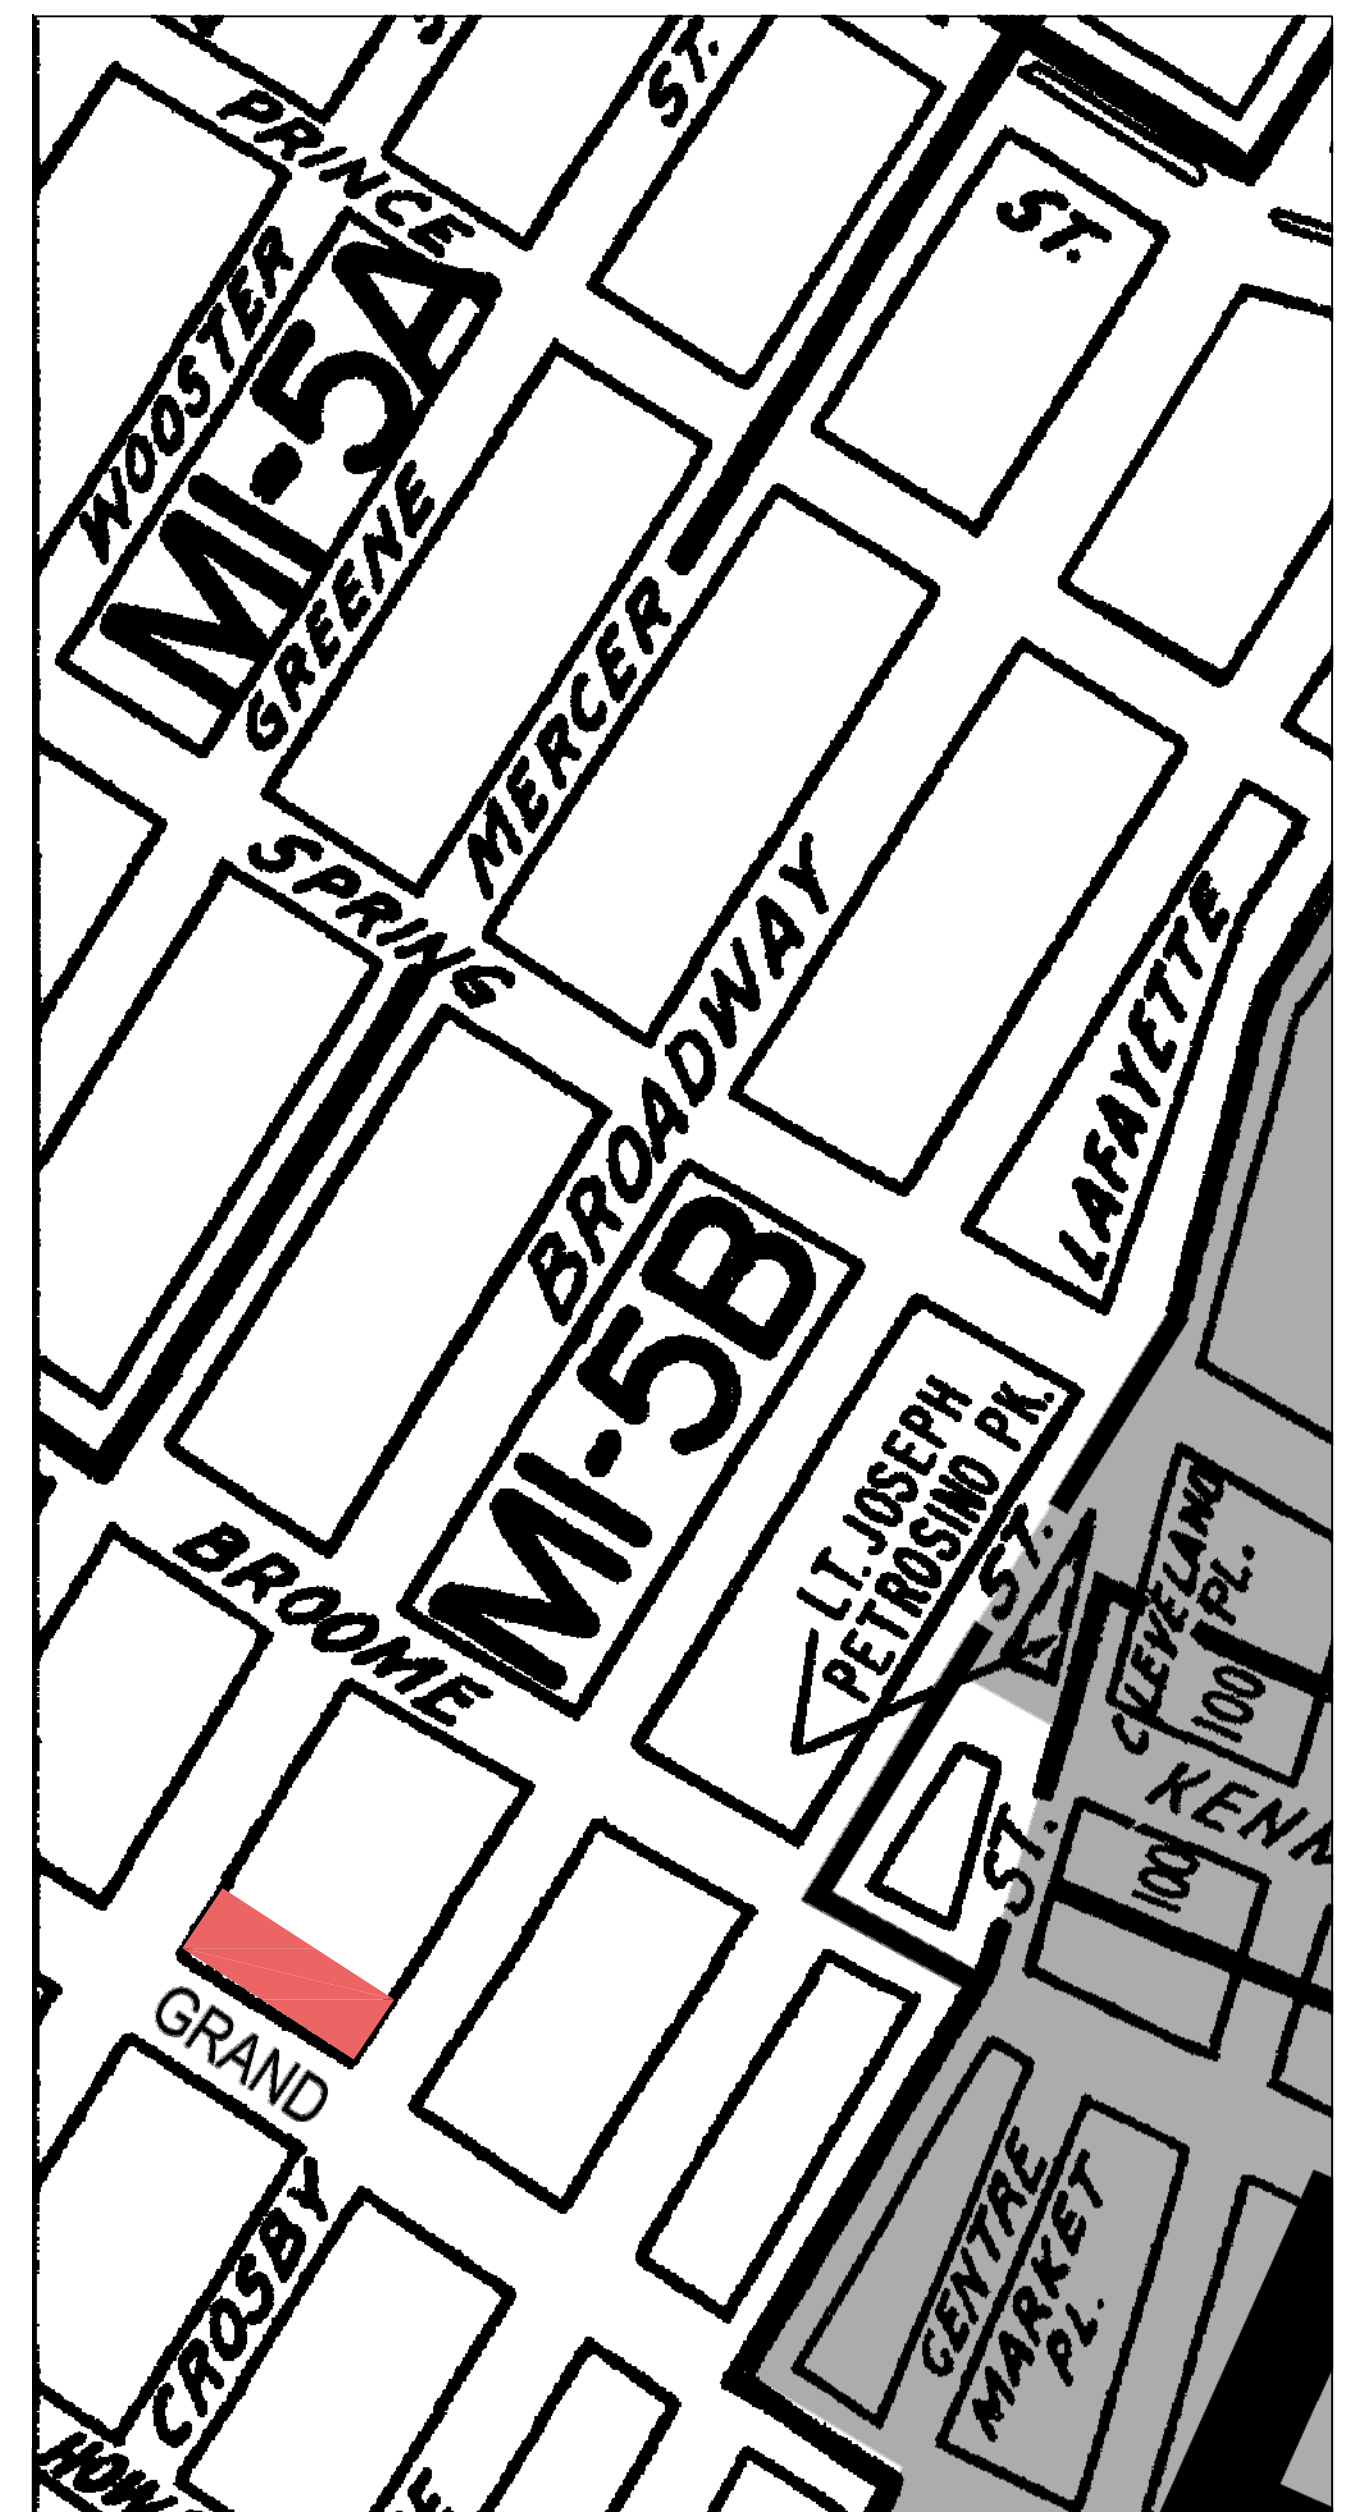 ST.
PRINCE
ST.
WOOSTER
MI-5A
GREENE
MERCER
SPRING
BROADWAY
LAFAYETTE
MI-5B
LT. JOSEPH
PETROSINO PK.
ST.
CLEVELAND
PL.
100
BROOME
KENN
ST.
100
GRAND
CROSBY
CENTRE
MARKET
PL.
HOW